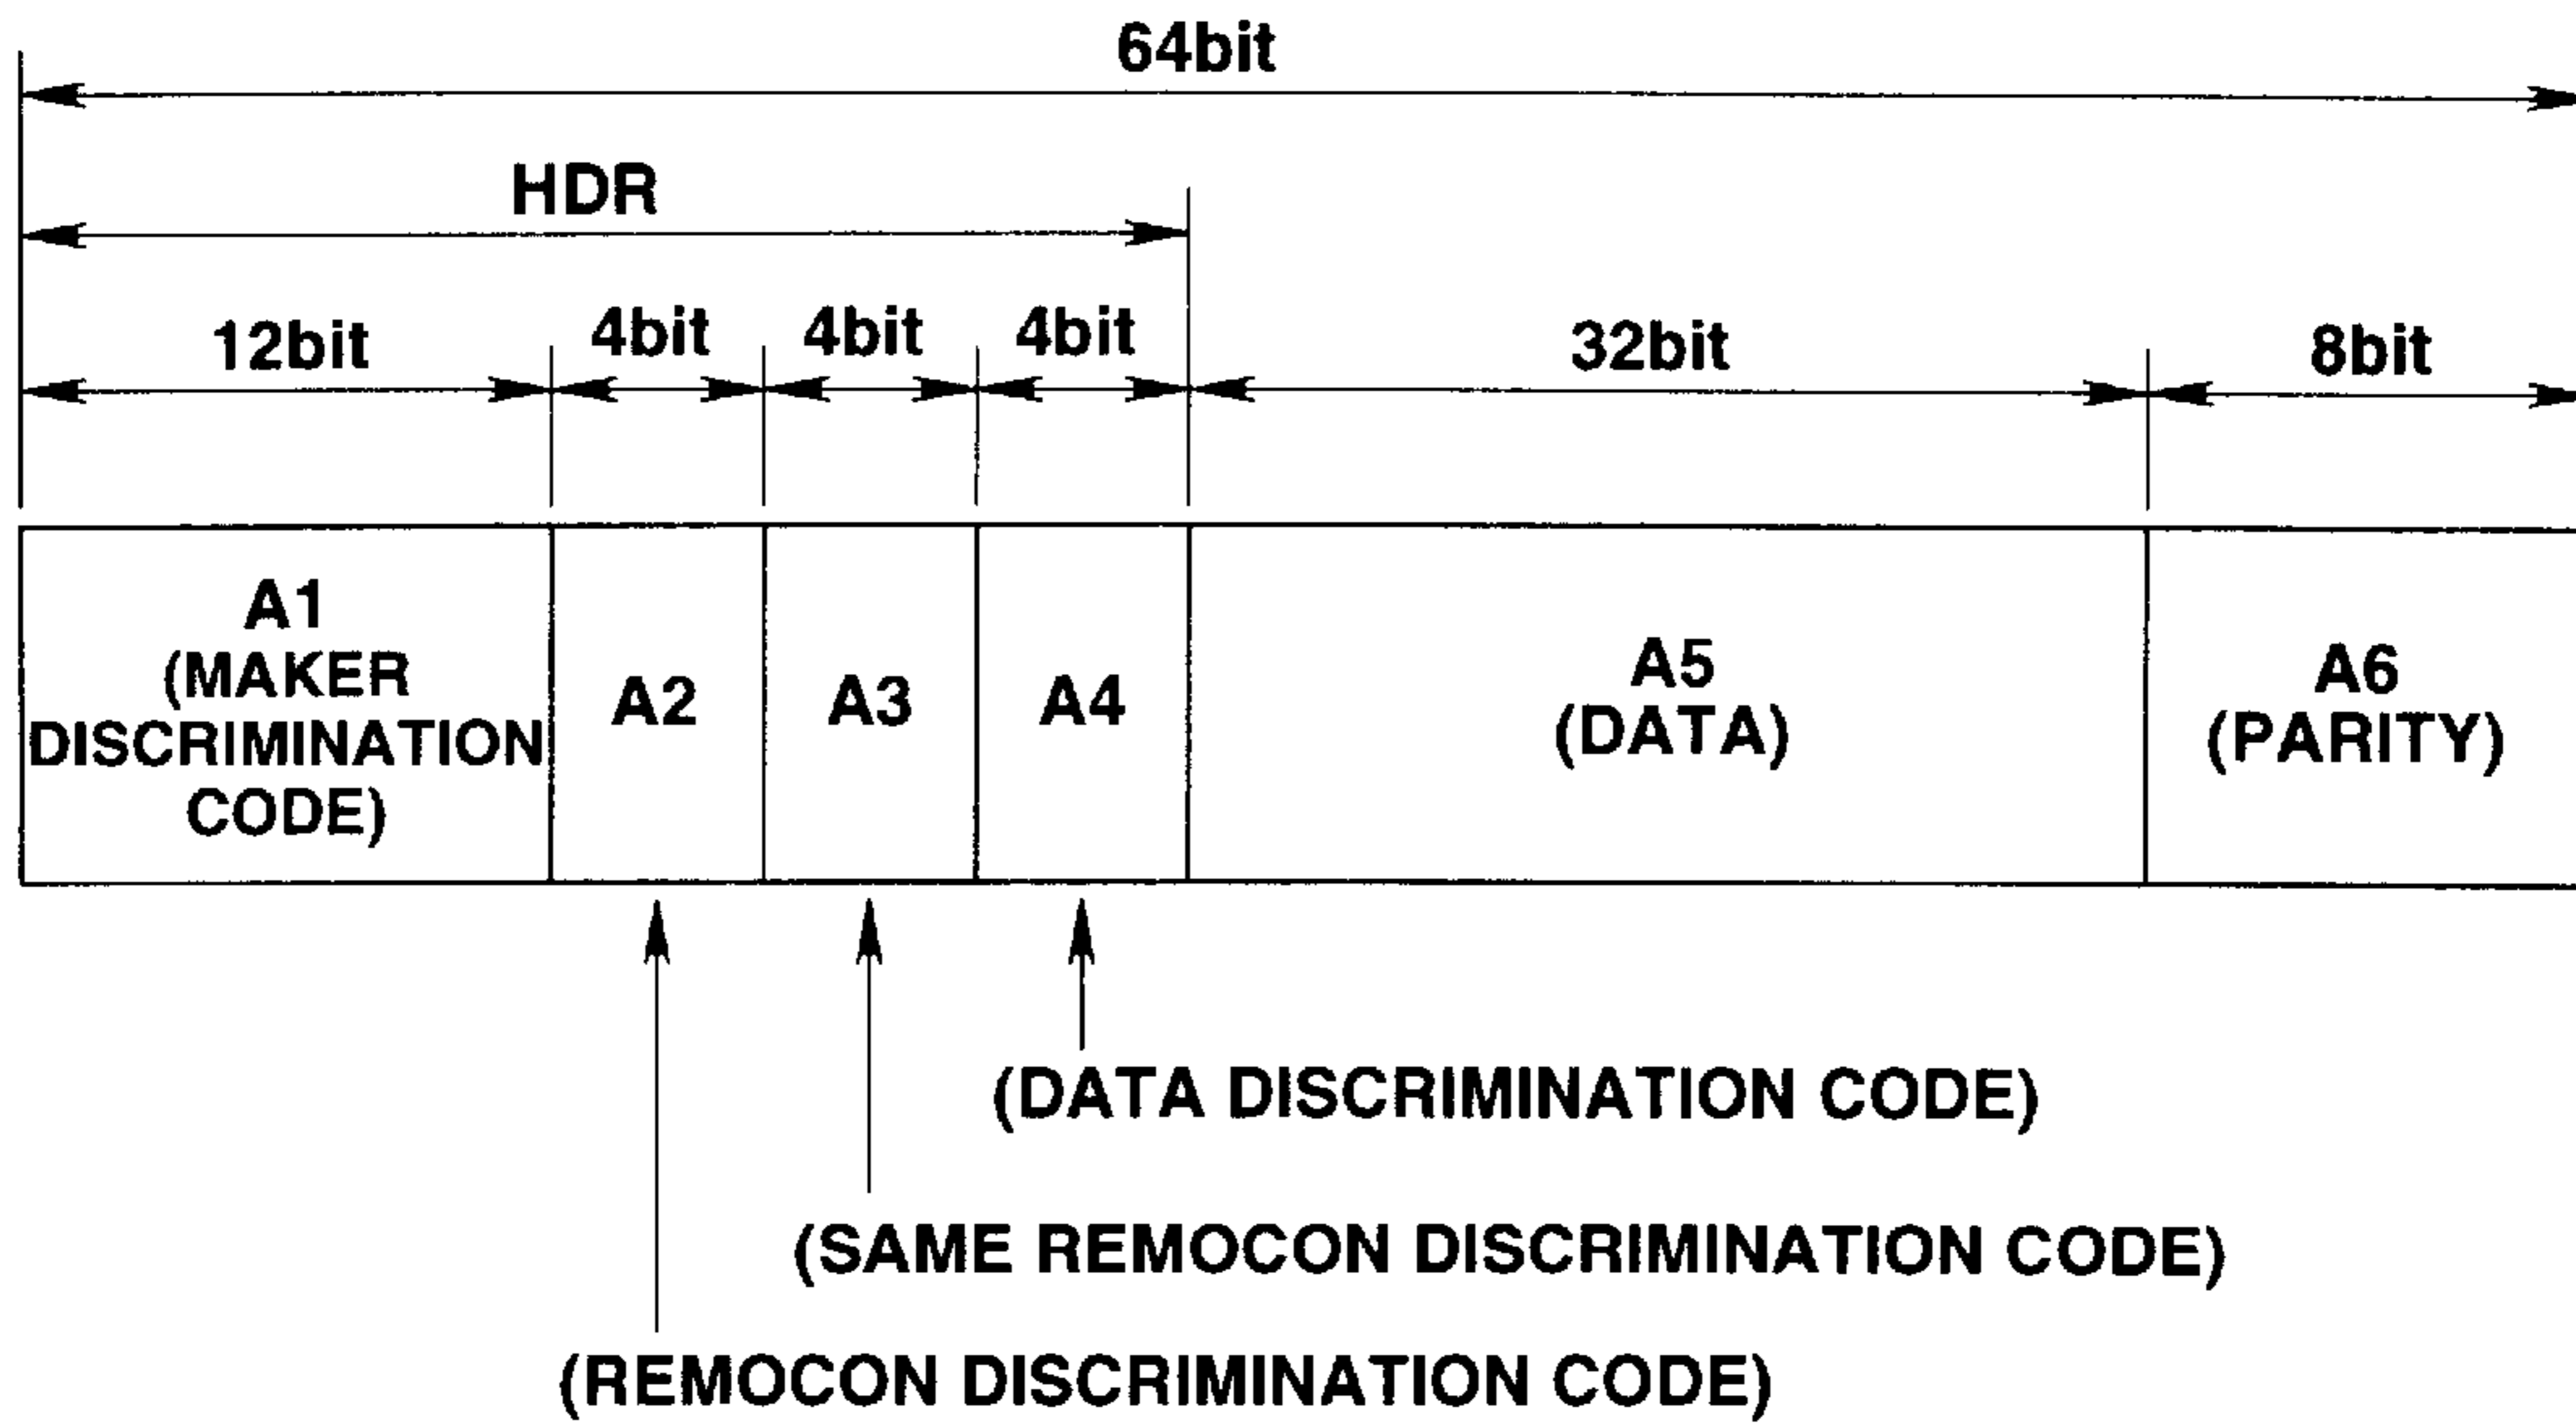 64bit
HDR
12bit
4bit
4bit
4bit
32bit
8bit
A1
(MAKER
DISCRIMINATION
CODE)
A2
A3
A4
A5
(DATA)
A6
(PARITY)
(DATA DISCRIMINATION CODE)
(SAME REMOCON DISCRIMINATION CODE)
(REMOCON DISCRIMINATION CODE)